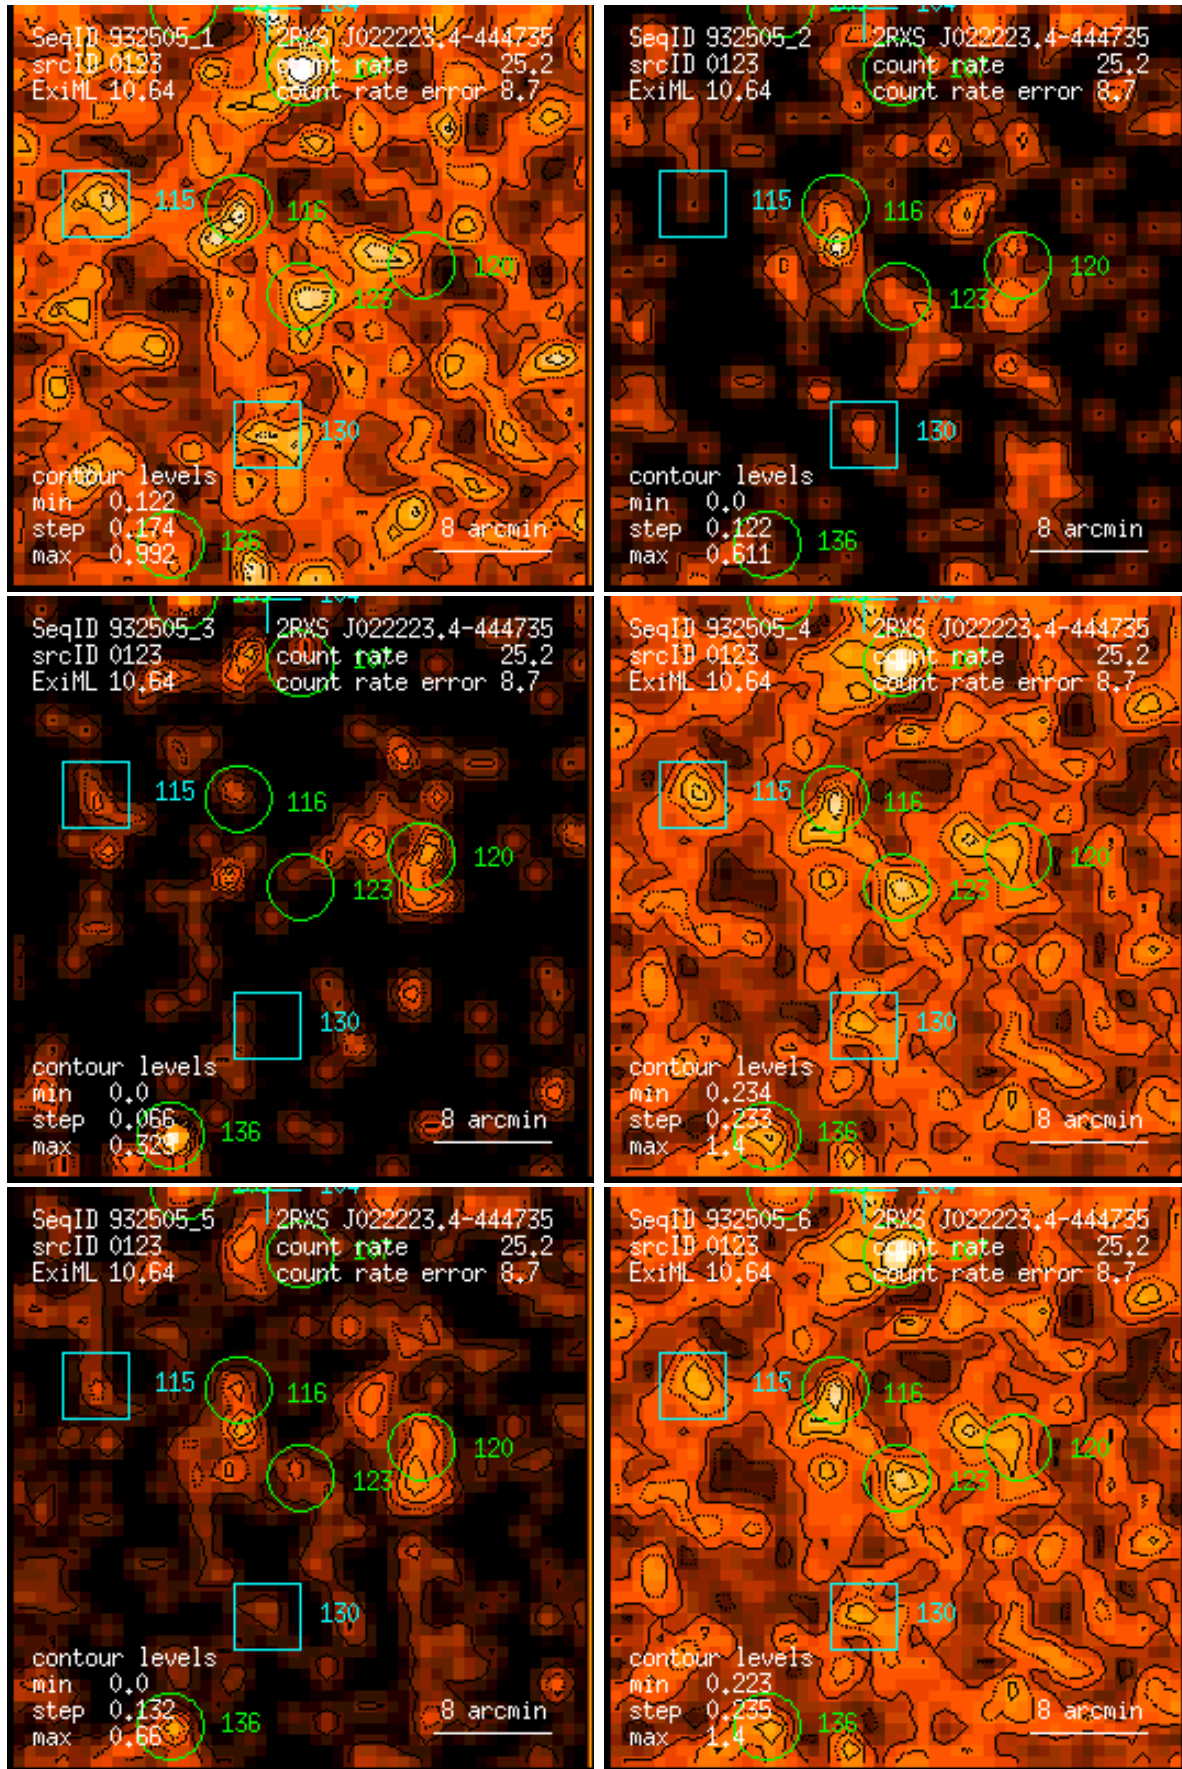 SeqID 932505_1 2RXS J022223.4-444735
srcID 0123 count rate 25.2
ExiML 10.64 count rate error 8.7
115
116
120
123
130
contour levels
min 0.122
step 0.174
max 0.992
136
8 arcmin
SeqID 932505_2 2RXS J022223.4-444735
srcID 0123 count rate 25.2
ExiML 10.64 count rate error 8.7
115
116
120
123
130
contour levels
min 0.0
step 0.122
max 0.611
136
8 arcmin
SeqID 932505_3 2RXS J022223.4-444735
srcID 0123 count rate 25.2
ExiML 10.64 count rate error 8.7
115
116
120
123
130
contour levels
min 0.0
step 0.066
max 0.329
136
8 arcmin
SeqID 932505_4 2RXS J022223.4-444735
srcID 0123 count rate 25.2
ExiML 10.64 count rate error 8.7
115
116
120
123
130
contour levels
min 0.234
step 0.233
max 1.4
136
8 arcmin
SeqID 932505_5 2RXS J022223.4-444735
srcID 0123 count rate 25.2
ExiML 10.64 count rate error 8.7
115
116
120
123
130
contour levels
min 0.0
step 0.132
max 0.66
136
8 arcmin
SeqID 932505_6 2RXS J022223.4-444735
srcID 0123 count rate 25.2
ExiML 10.64 count rate error 8.7
115
116
120
123
130
contour levels
min 0.223
step 0.235
max 1.4
136
8 arcmin